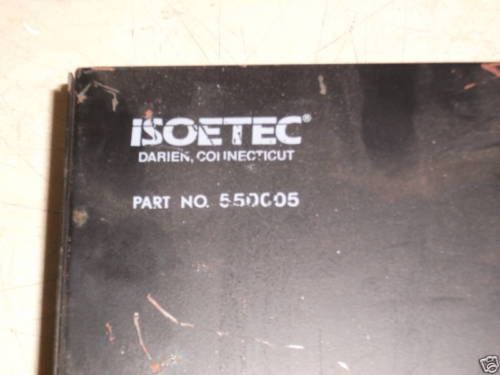 ISOETEC®
DARIEN, CONNECTICUT
PART NO. 550005